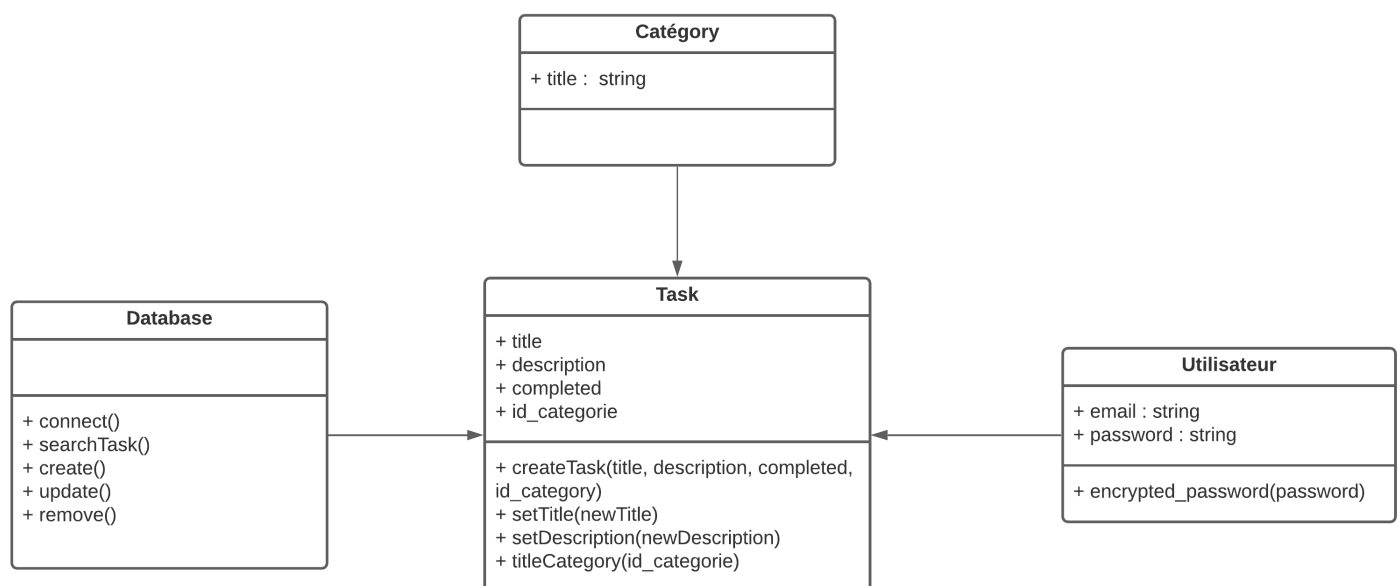 Catégory
+ title :  string
Database
+ connect()
+ searchTask()
+ create()
+ update()
+ remove()
Task
+ title
+ description
+ completed
+ id_categorie
+ createTask(title, description, completed,
id_category)
+ setTitle(newTitle)
+ setDescription(newDescription)
+ titleCategory(id_categorie)
Utilisateur
+ email : string
+ password : string
+ encrypted_password(password)